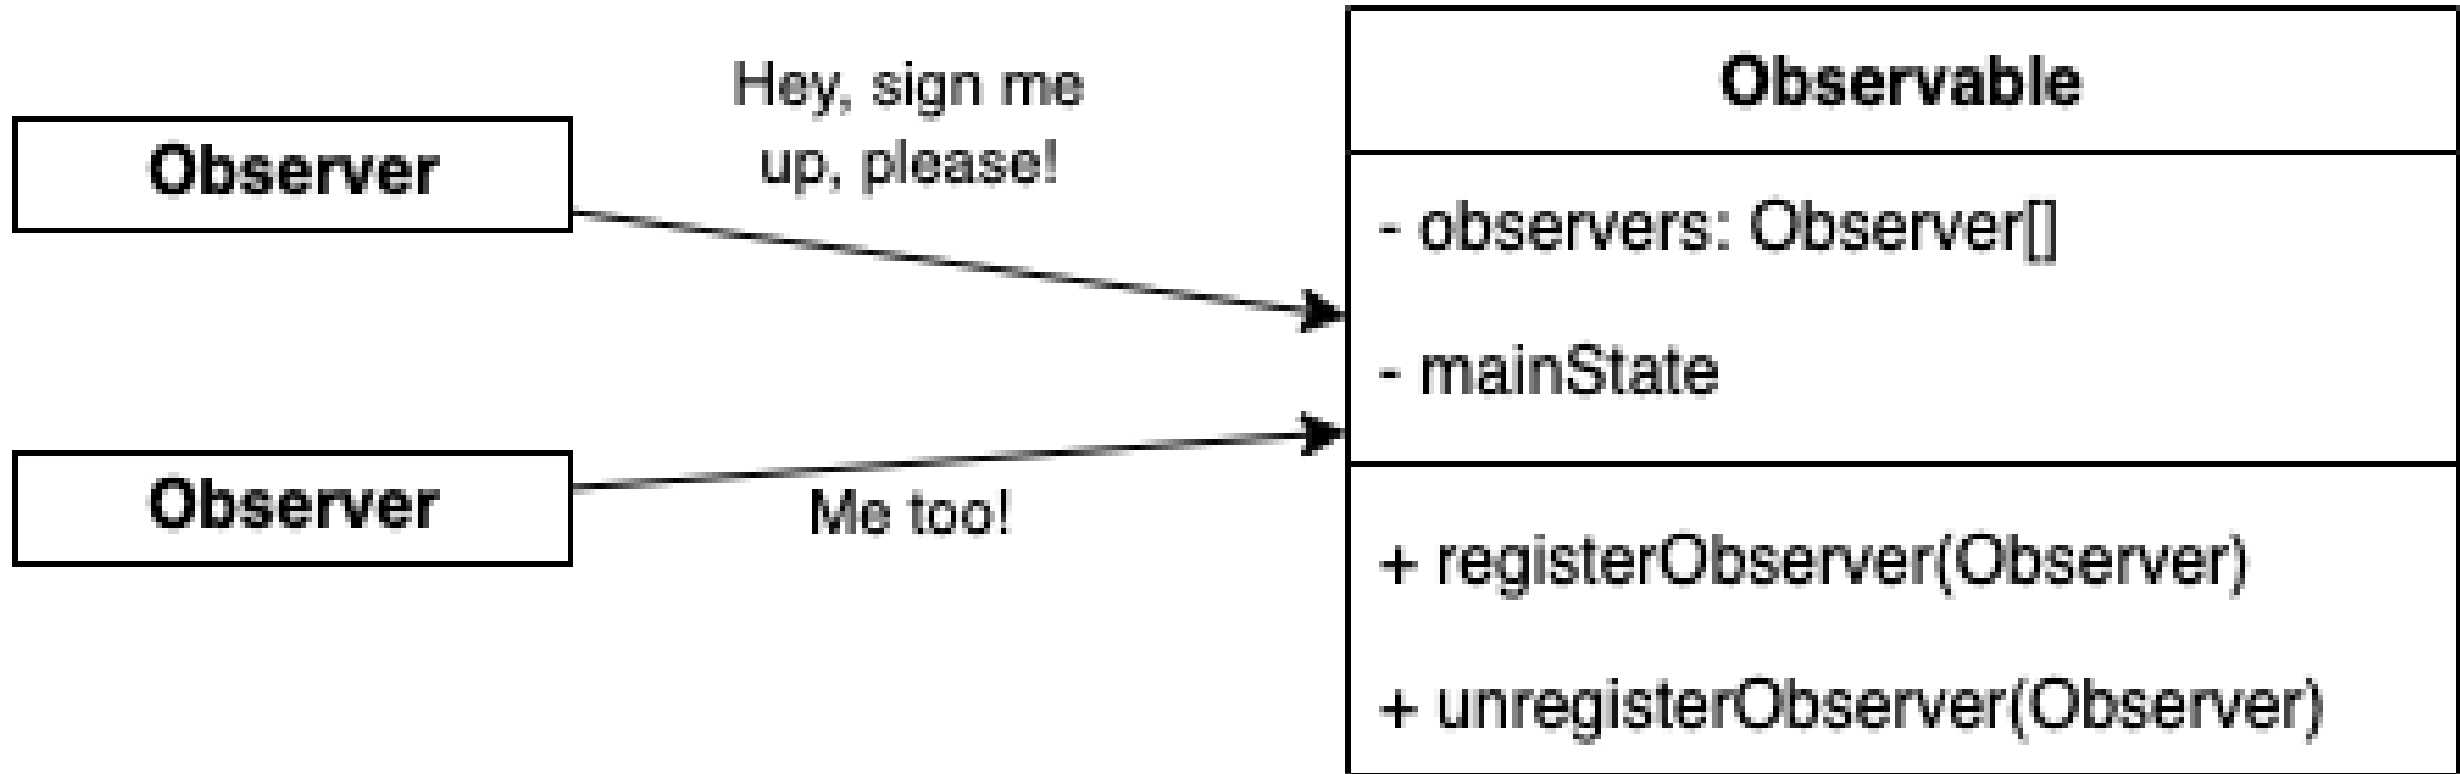 Observer
Hey, sign me
up, please!
Observer
Me too!
Observable
- observers: Observer[]
- mainState
+ registerObserver(Observer)
+ unregisterObserver(Observer)